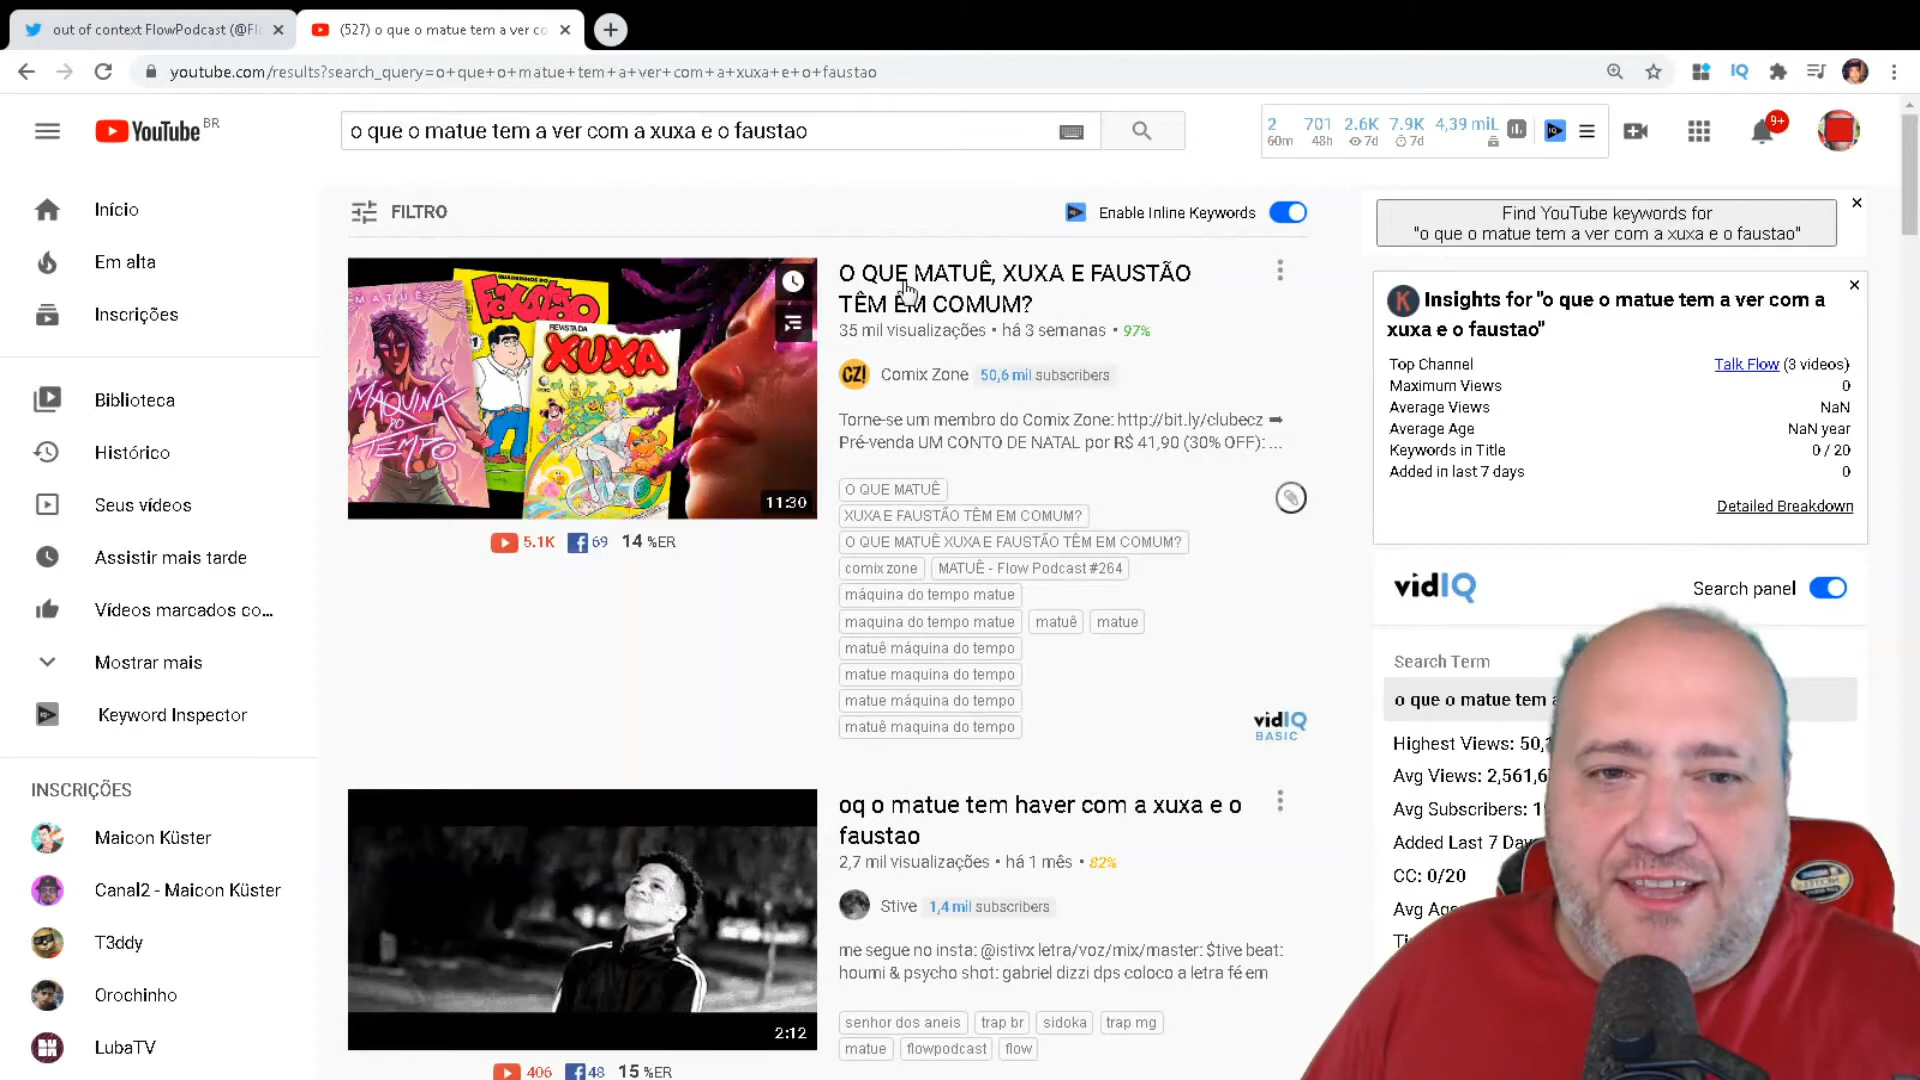 out of context FlowPodcast (@Fl
(527) o que o matue tem a ver co
youtube.com/results?search_query=o+que+o+matue+tem+a+ver+com+a+xuxa+e+o+faustao
IQ
YouTube BR
o que o matue tem a ver com a xuxa e o faustao
2 701 2.6K 7.9K 4,39 mil
60m 48h 7d 7d
9+
Início
Em alta
Inscrições
Biblioteca
Histórico
Seus vídeos
Assistir mais tarde
Vídeos marcados co...
Mostrar mais
Keyword Inspector
INSCRIÇÕES
Maicon Küster
Canal2 - Maicon Küster
T3ddy
Orochinho
LubaTV
FILTRO
Enable Inline Keywords
MATUÊ
MÁQUINA
DO
TEMPO
QUADRINHOS DO
Faustão
#1
REVISTA DA
XUXA
11:30
5.1K 69 14 %ER
O QUE MATUÊ, XUXA E FAUSTÃO
TÊM EM COMUM?
35 mil visualizações • há 3 semanas • 97%
CZ!
Comix Zone 50,6 mil subscribers
Torne-se um membro do Comix Zone: http://bit.ly/clubecz ➡
Pré-venda UM CONTO DE NATAL por R$ 41,90 (30% OFF): ...
O QUE MATUÊ
XUXA E FAUSTÃO TÊM EM COMUM?
O QUE MATUÊ XUXA E FAUSTÃO TÊM EM COMUM?
comix zone MATUÊ - Flow Podcast #264
máquina do tempo matue
maquina do tempo matue matuê matue
matuê máquina do tempo
matue maquina do tempo
matue máquina do tempo
matuê maquina do tempo
vidIQ
BASIC
2:12
406 48 15 %ER
oq o matue tem haver com a xuxa e o
faustao
2,7 mil visualizações • há 1 mês • 82%
Stive 1,4 mil subscribers
me segue no insta: @istivx letra/voz/mix/master: $tive beat:
houmi & psycho shot: gabriel dizzi dps coloco a letra fé em
senhor dos aneis trap br sidoka trap mg
matue flowpodcast flow
Find YouTube keywords for
"o que o matue tem a ver com a xuxa e o faustao"
K Insights for "o que o matue tem a ver com a
xuxa e o faustao"
Top Channel Talk Flow (3 videos)
Maximum Views 0
Average Views NaN
Average Age NaN year
Keywords in Title 0 / 20
Added in last 7 days 0
Detailed Breakdown
vidIQ
Search panel
Search Term
o que o matue tem
Highest Views: 50,
Avg Views: 2,561,6
Avg Subscribers:
Added Last 7 Day
CC: 0/20
Avg Age